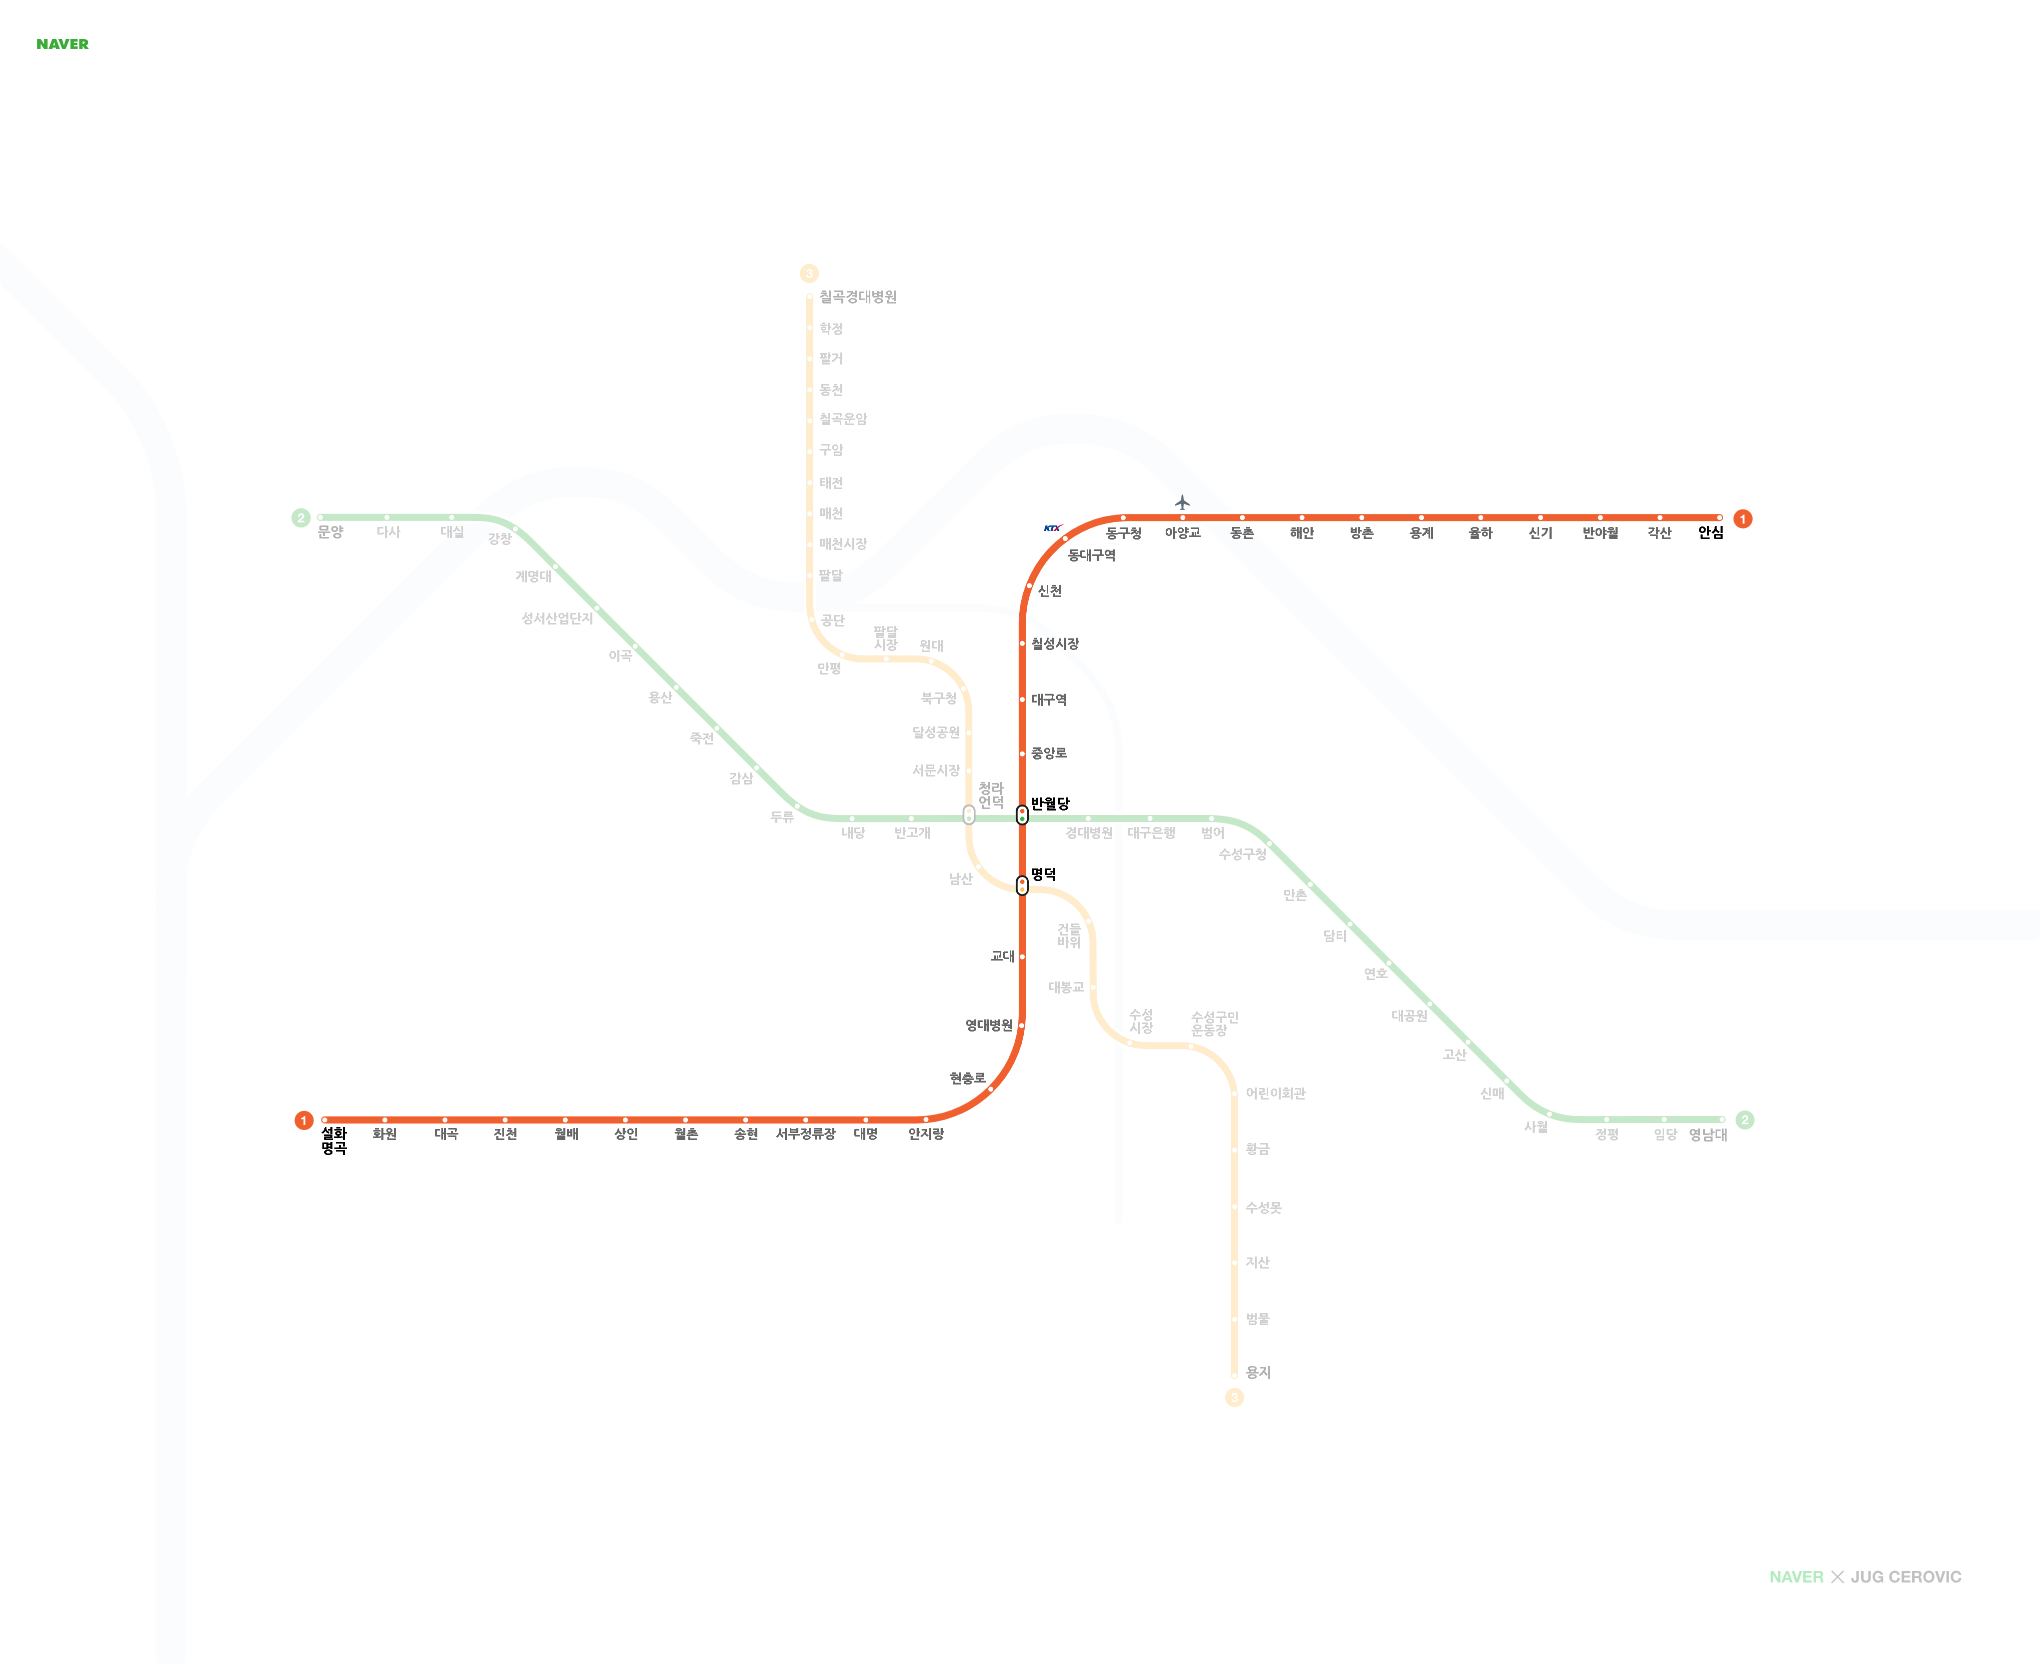 NAVER
3
칠곡경대병원
학정
팔거
동천
칠곡운암
구암
태전
매천
매천시장
팔달
공단
만평
팔달
시장
원대
북구청
달성공원
서문시장
청라
언덕
남산
건들
바위
대봉교
수성
시장
수성구민
운동장
어린이회관
황금
수성못
지산
범물
용지
3
2
문양
다사
대실
강창
계명대
성서산업단지
이곡
용산
죽전
감삼
두류
내당
반고개
경대병원
대구은행
범어
수성구청
만촌
담티
연호
대공원
고산
신매
사월
정평
임당
영남대
2
KTX
동대구역
동구청
아양교
동촌
해안
방촌
용계
율하
신기
반야월
각산
안심
1
신천
칠성시장
대구역
중앙로
반월당
명덕
교대
영대병원
현충로
1
설화
명곡
화원
대곡
진천
월배
상인
월촌
송현
서부정류장
대명
안지랑
NAVER × JUG CEROVIC